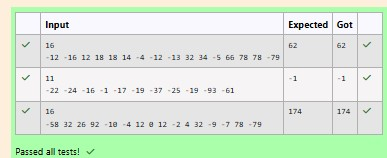 Input Expected Got
16 62 62
-12 -16 12 18 18 14 -4 -12 -13 32 34 -5 66 78 78 -79
11 -1 -1
-22 -24 -16 -1 -17 -19 -37 -25 -19 -93 -61
16 174 174
-58 32 26 92 -10 -4 12 0 12 -2 4 32 -9 -7 78 -79
Passed all tests!